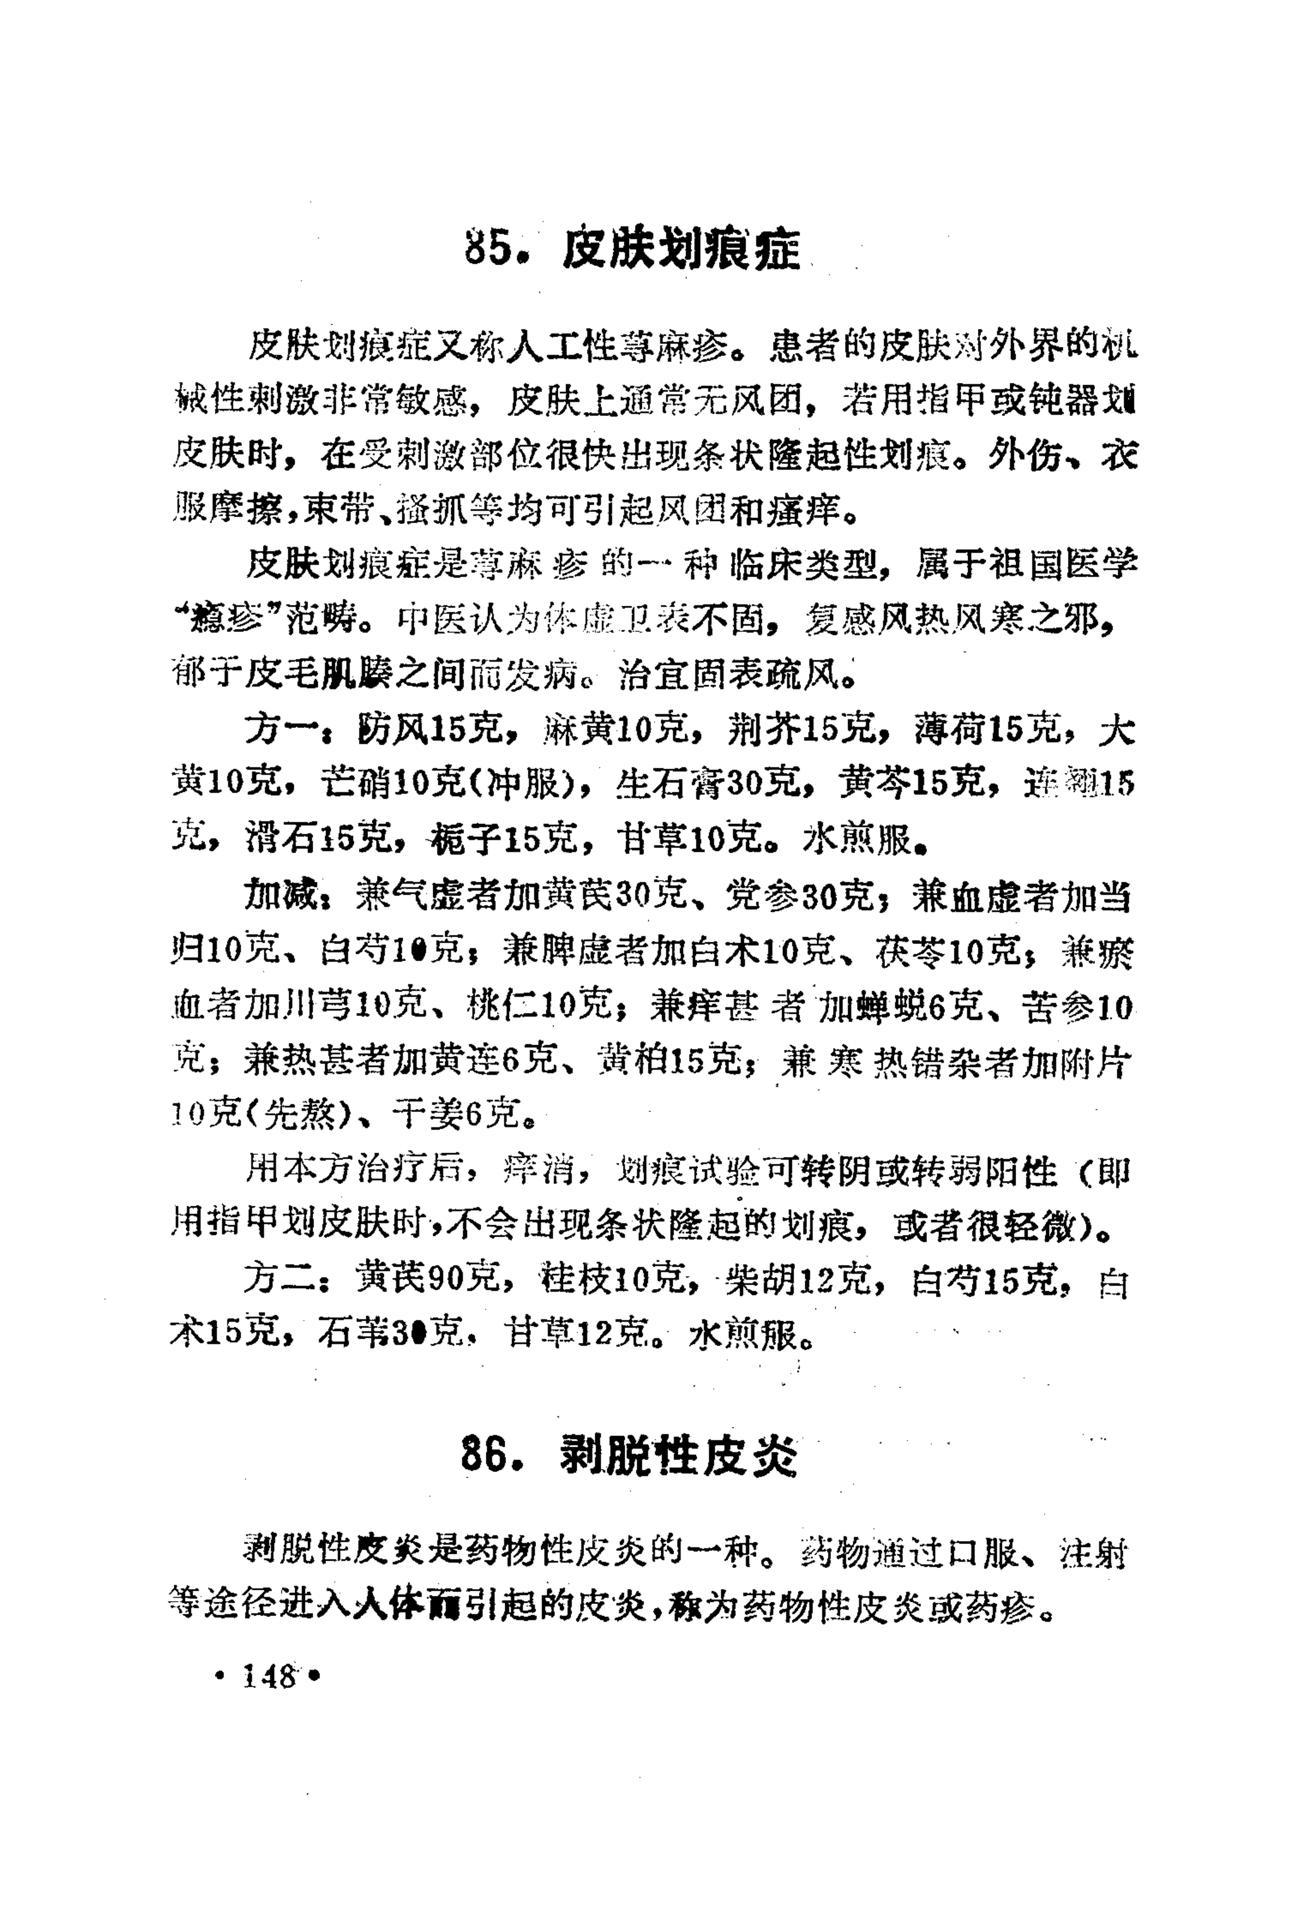 85．皮肤划痕症
皮肤划痕症又称人工性荨麻疹。患者的皮肤对外界的机
械性刺激非常敏感，皮肤上通常无风团，若用指甲或钝器划
皮肤时，在受刺激部位很快出现条状隆起性划痕。外伤、衣
服摩擦，束带、搔抓等均可引起风团和瘙痒。
皮肤划痕症是荨麻疹的一种临床类型，属于祖国医学
“瘾疹”范畴。中医认为体虚卫表不固，复感风热风寒之邪，
郁于皮毛肌腠之间而发病。治宜固表疏风。
方一：防风15克，麻黄10克，荆芥15克，薄荷15克，大
黄10克，芒硝10克(冲服)，生石膏30克，黄芩15克，连翘15
克，滑石15克，栀子15克，甘草10克。水煎服。
加减：兼气虚者加黄芪30克、党参30克；兼血虚者加当
归10克、白芍10克；兼脾虚者加白术10克、茯苓10克；兼瘀
血者加川芎10克、桃仁10克；兼痒甚者加蝉蜕6克、苦参10
克；兼热甚者加黄连6克、黄柏15克；兼寒热错杂者加附片
10克(先熬)、干姜6克。
用本方治疗后，痒消，划痕试验可转阴或转弱阳性（即
用指甲划皮肤时，不会出现条状隆起的划痕，或者很轻微)。
方二：黄芪90克，桂枝10克，柴胡12克，白芍15克，白
术15克，石苇30克，甘草12克。水煎服。
86．剥脱性皮炎
剥脱性皮炎是药物性皮炎的一种。药物通过口服、注射
等途径进入人体而引起的皮炎，称为药物性皮炎或药疹。
·148·